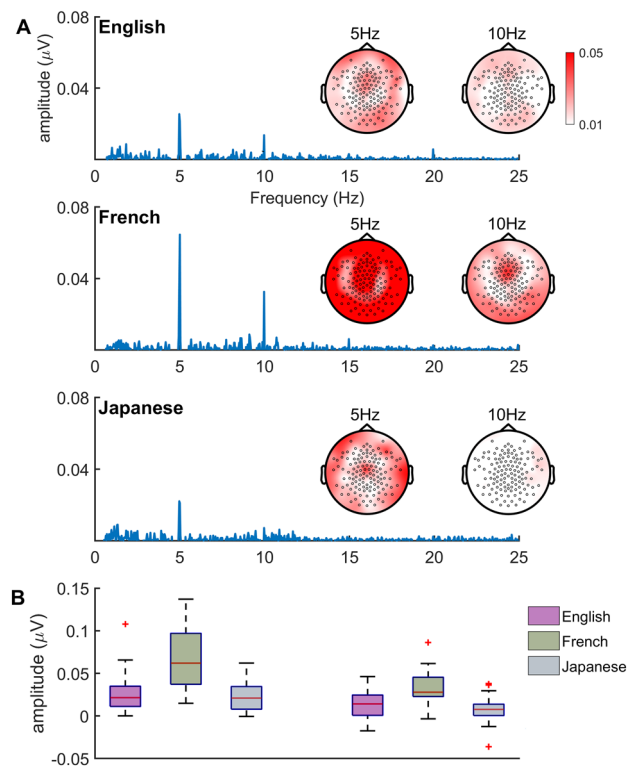 A
English
0.08
0.04
amplitude (μV)
5Hz
10Hz
0.05
0.01
0
5
10
15
20
25
Frequency (Hz)
French
0.08
0.04
5Hz
10Hz
0
5
10
15
20
25
Japanese
0.08
0.04
5Hz
10Hz
0
5
10
15
20
25
B
0.15
0.1
0.05
0
-0.05
amplitude (μV)
English
French
Japanese